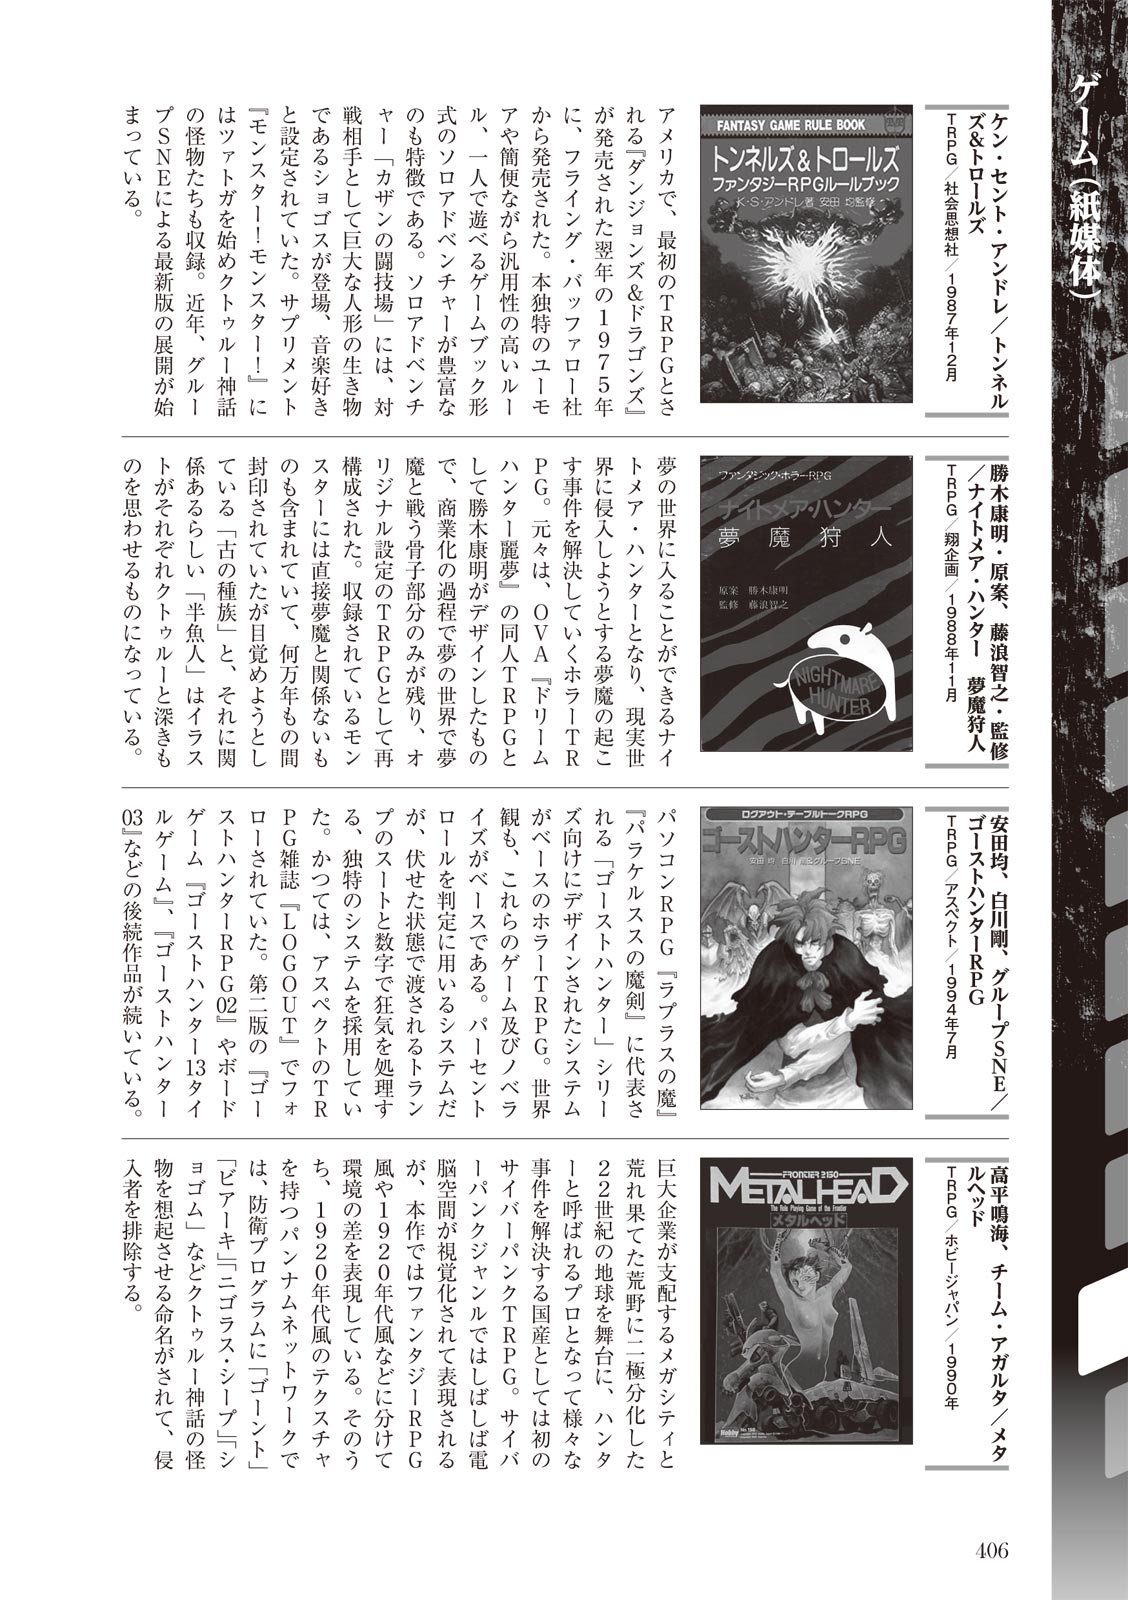 ゲーム(紙媒体)
ケン・セント・アンドレ／トンネル
ズ&トロールズ
TRPG／社会思想社／1987年12月
FANTASY GAME RULE BOOK
トンネルズ&トロールズ
ファンタジーRPGルールブック
K・S・アンドレ著 安田 均監修
アメリカで、最初のTRPGとさ
れる『ダンジョンズ&ドラゴンズ』
が発売された翌年の1975年
に、フライング・バッファロー社
から発売された。本独特のユーモ
アや簡便ながら汎用性の高いルー
ル、一人で遊べるゲームブック形
式のソロアドベンチャーが豊富な
のも特徴である。ソロアドベンチ
ャー「カザンの闘技場」には、対
戦相手として巨大な人形の生き物
であるショゴスが登場、音楽好き
と設定されていた。サプリメント
『モンスター！モンスター！』に
はツァトガを始めクトゥルー神話
の怪物たちも収録。近年、グルー
プSNEによる最新版の展開が始
まっている。
勝木康明・原案、藤浪智之・監修
／ナイトメア・ハンター 夢魔狩人
TRPG／翔企画／1988年11月
ファンタジック・ホラーRPG
ナイトメア・ハンター
夢魔狩人
原案 勝木康明
監修 藤浪智之
NIGHTMARE
HUNTER
夢の世界に入ることができるナイ
トメア・ハンターとなり、現実世
界に侵入しようとする夢魔の起こ
す事件を解決していくホラーTR
PG。元々は、OVA『ドリーム
ハンター麗夢』の同人TRPGと
して勝木康明がデザインしたもの
で、商業化の過程で夢の世界で夢
魔と戦う骨子部分のみが残り、オ
リジナル設定のTRPGとして再
構成された。収録されているモン
スターには直接夢魔と関係ないも
のも含まれていて、何万年もの間
封印されていたが目覚めようとし
ている「古の種族」と、それに関
係あるらしい「半魚人」はイラス
トがそれぞれクトゥルーと深きも
のを思わせるものになっている。
安田均、白川剛、グループSNE／
ゴーストハンターRPG
TRPG／アスペクト／1994年7月
ログアウト・テーブルトークRPG
ゴーストハンターRPG
安田 均 白川 剛&グループSNE
パソコンRPG『ラプラスの魔』
『パラケルススの魔剣』に代表さ
れる「ゴーストハンター」シリー
ズ向けにデザインされたシステム
がベースのホラーTRPG。世界
観も、これらのゲーム及びノベラ
イズがベースである。パーセント
ロールを判定に用いるシステムだ
が、伏せた状態で渡されるトラン
プのスートと数字で狂気を処理す
る、独特のシステムを採用してい
た。かつては、アスペクトのTR
PG雑誌『LOGOUT』でフォ
ローされていた。第二版の『ゴー
ストハンターRPG02』やボード
ゲーム『ゴーストハンター13タイ
ルゲーム』、『ゴーストハンター
03』などの後続作品が続いている。
高平鳴海、チーム・アガルタ／メタ
ルヘッド
TRPG／ホビージャパン／1990年
FRONTIER 2150
METALHEAD
The Role Playing Game of the Frontier
メタルヘッド
Hobby
巨大企業が支配するメガシティと
荒れ果てた荒野に二極分化した
22世紀の地球を舞台に、ハンタ
ーと呼ばれるプロとなって様々な
事件を解決する国産としては初の
サイバーパンクTRPG。サイバ
ーパンクジャンルではしばしば電
脳空間が視覚化されて表現される
が、本作ではファンタジーRPG
風や1920年代風などに分けて
環境の差を表現している。そのう
ち、1920年代風のテクスチャ
を持つパンナムネットワークで
は、防衛プログラムに「ゴーント」
「ビアーキ」「ニゴラス・シープ」「シ
ョゴム」などクトゥルー神話の怪
物を想起させる命名がされて、侵
入者を排除する。
406